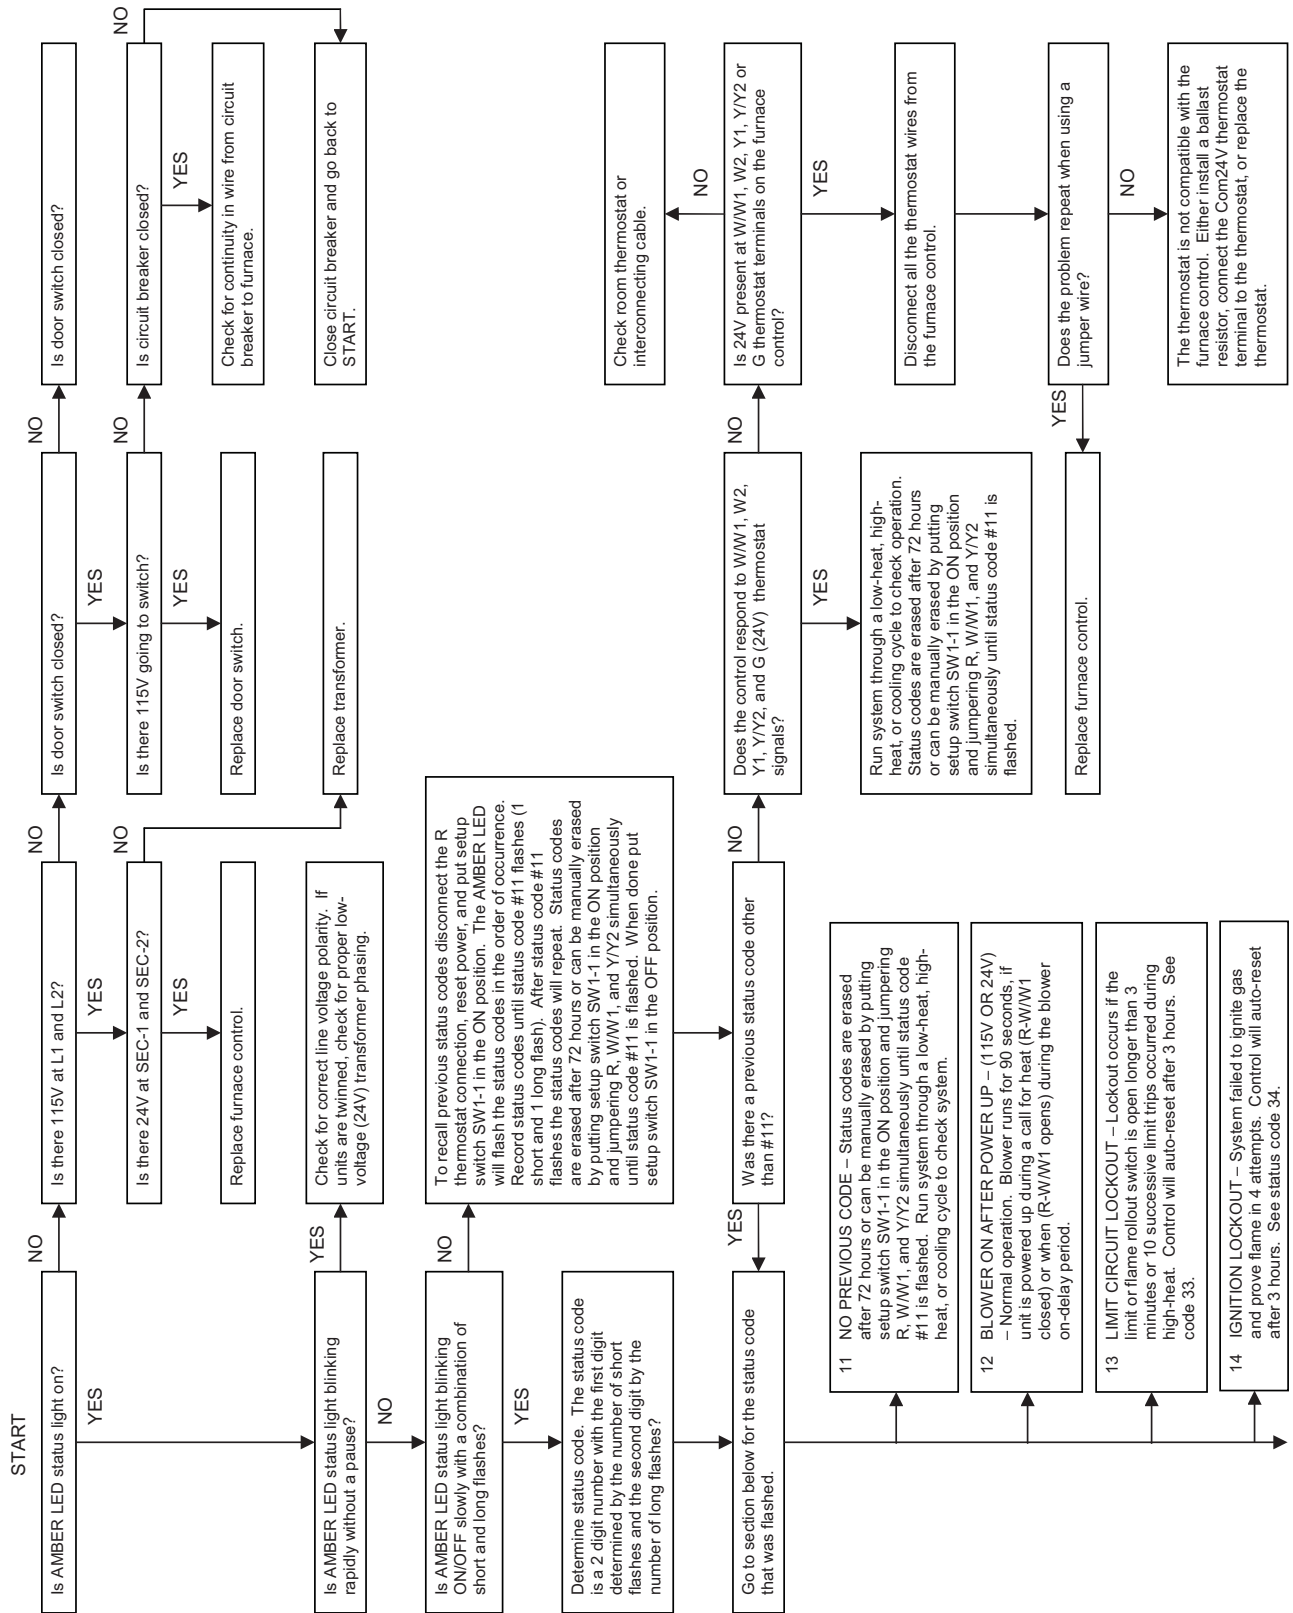 START
Is AMBER LED status light on?
NO
YES
Is there 115V at L1 and L2?
NO
YES
Is door switch closed?
NO
YES
Is door switch closed?
Is there 24V at SEC-1 and SEC-2?
NO
YES
Is there 115V going to switch?
NO
YES
Is circuit breaker closed?
NO
YES
Replace furnace control.
Replace door switch.
Check for continuity in wire from circuit
breaker to furnace.
Is AMBER LED status light blinking
rapidly without a pause?
YES
NO
Check for correct line voltage polarity. If
units are twinned, check for proper low-
voltage (24V) transformer phasing.
Replace transformer.
Close circuit breaker and go back to
START.
Is AMBER LED status light blinking
ON/OFF slowly with a combination of
short and long flashes?
NO
YES
To recall previous status codes disconnect the R
thermostat connection, reset power, and put setup
switch SW1-1 in the ON position. The AMBER LED
will flash the status codes in the order of occurrence.
Record status codes until status code #11 flashes (1
short and 1 long flash). After status code #11
flashes the status codes will repeat. Status codes
are erased after 72 hours or can be manually erased
by putting setup switch SW1-1 in the ON position
and jumpering R, WW1, and Y/Y2 simultaneously
until status code #11 is flashed. When done put
setup switch SW1-1 in the OFF position.
Determine status code. The status code
is a 2 digit number with the first digit
determined by the number of short
flashes and the second digit by the
number of long flashes?
Go to section below for the status code
that was flashed.
YES
Was there a previous status code other
than #11?
NO
Does the control respond to W/W1, W2,
Y1, Y/Y2, and G (24V) thermostat
signals?
NO
YES
Is 24V present at W/W1, W2, Y1, Y/Y2 or
G thermostat terminals on the furnace
control?
NO
YES
Check room thermostat or
interconnecting cable.
Run system through a low-heat, high-
heat, or cooling cycle to check operation.
Status codes are erased after 72 hours
or can be manually erased by putting
setup switch SW1-1 in the ON position
and jumpering R, W/W1, and Y/Y2
simultaneously until status code #11 is
flashed.
Disconnect all the thermostat wires from
the furnace control.
Does the problem repeat when using a
jumper wire?
YES
NO
Replace furnace control.
The thermostat is not compatible with the
furnace control. Either install a ballast
resistor, connect the Com24V thermostat
terminal to the thermostat, or replace the
thermostat.
11 NO PREVIOUS CODE – Status codes are erased
after 72 hours or can be manually erased by putting
setup switch SW1-1 in the ON position and jumpering
R, W/W1, and Y/Y2 simultaneously until status code
#11 is flashed. Run system through a low-heat, high-
heat, or cooling cycle to check system.
12 BLOWER ON AFTER POWER UP – (115V OR 24V)
– Normal operation. Blower runs for 90 seconds, if
unit is powered up during a call for heat (R-W/W1
closed) or when (R-W/W1 opens) during the blower
on-delay period.
13 LIMIT CIRCUIT LOCKOUT – Lockout occurs if the
limit or flame rollout switch is open longer than 3
minutes or 10 successive limit trips occurred during
high-heat. Control will auto-reset after 3 hours. See
code 33.
14 IGNITION LOCKOUT – System failed to ignite gas
and prove flame in 4 attempts. Control will auto-reset
after 3 hours. See status code 34.